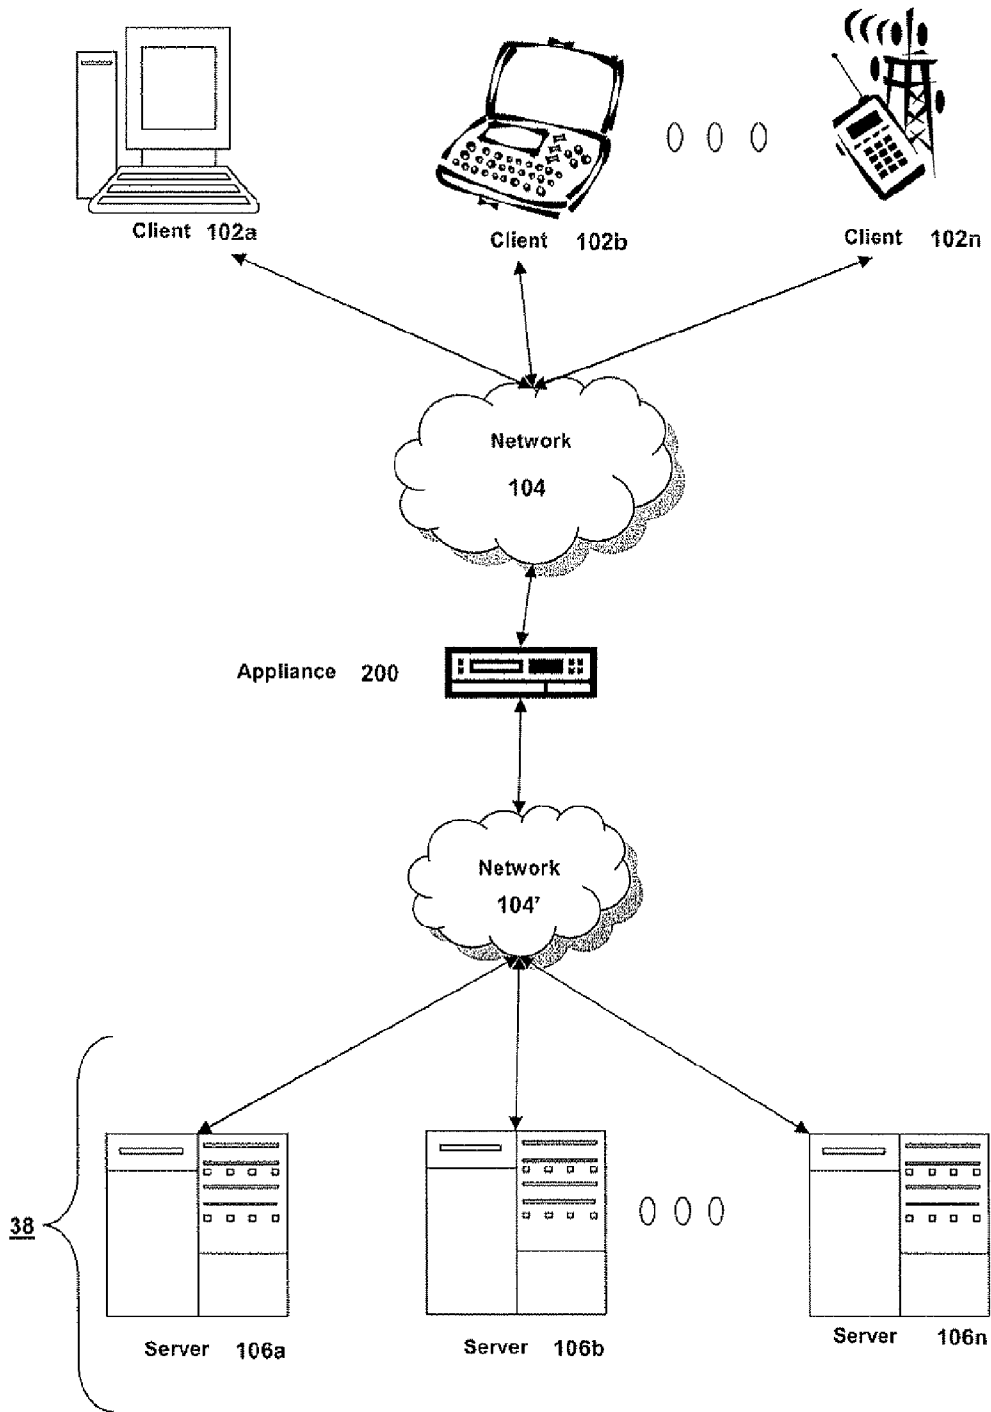 Client 102a
Client 102b
Client 102n
Network
104
Appliance 200
Network
104'
38
Server 106a
Server 106b
Server 106n